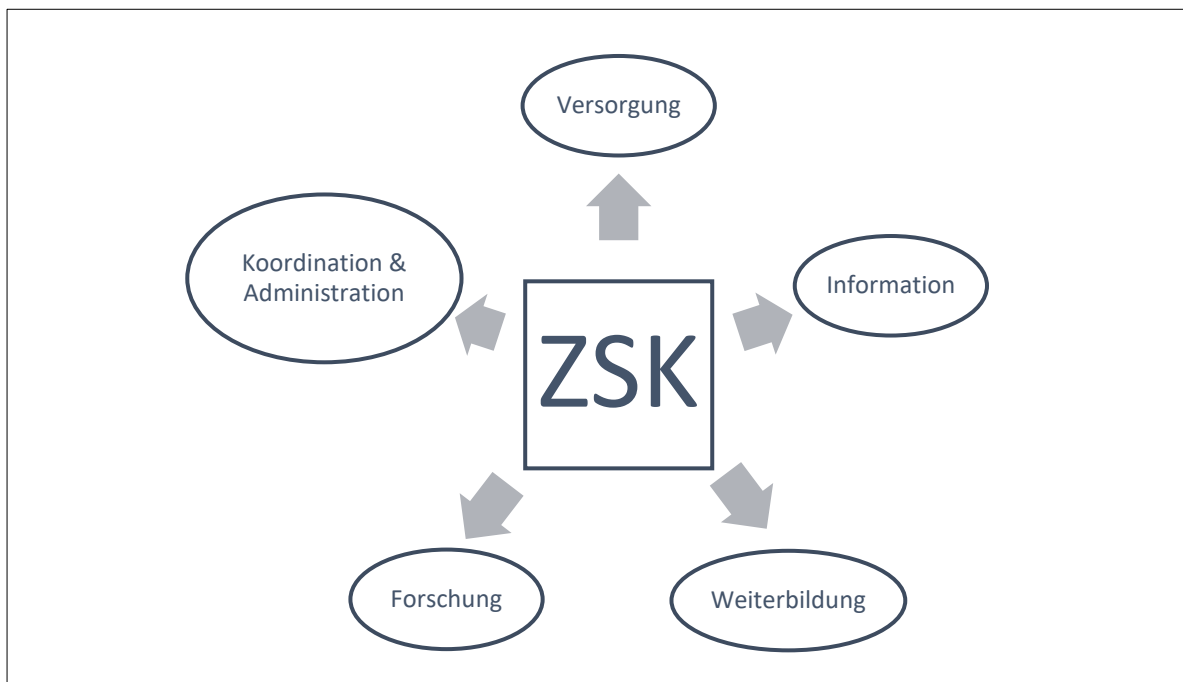 Versorgung
Koordination &
Administration
Information
ZSK
Forschung
Weiterbildung